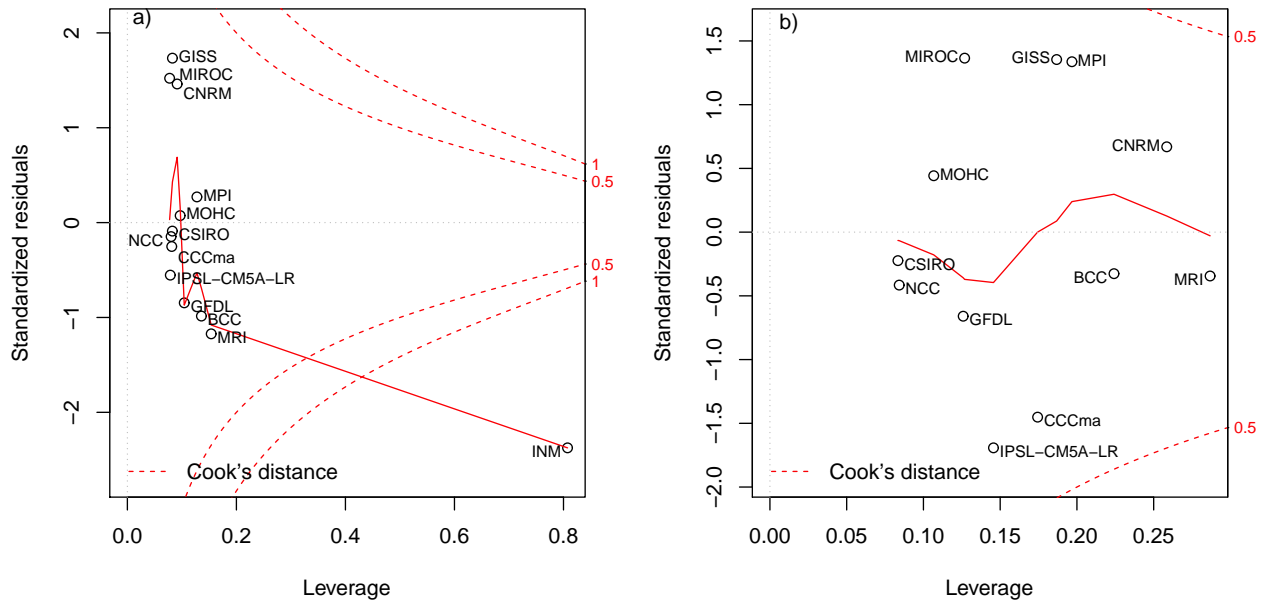 a)
2
1
0
−1
−2
Standardized residuals
GISS
MIROC
CNRM
MPI
MOHC
CSIRO
NCC
CCCma
IPSL−CM5A−LR
GFDL
BCC
MRI
INM
1
0.5
0.5
1
Cook's distance
0.0 0.2 0.4 0.6 0.8
Leverage
b)
1.5
1.0
0.5
0.0
−0.5
−1.0
−1.5
−2.0
Standardized residuals
0.5
MIROC
GISS
MPI
CNRM
MOHC
CSIRO
NCC
BCC
MRI
GFDL
CCCma
IPSL−CM5A−LR
0.5
Cook's distance
0.00 0.05 0.10 0.15 0.20 0.25
Leverage